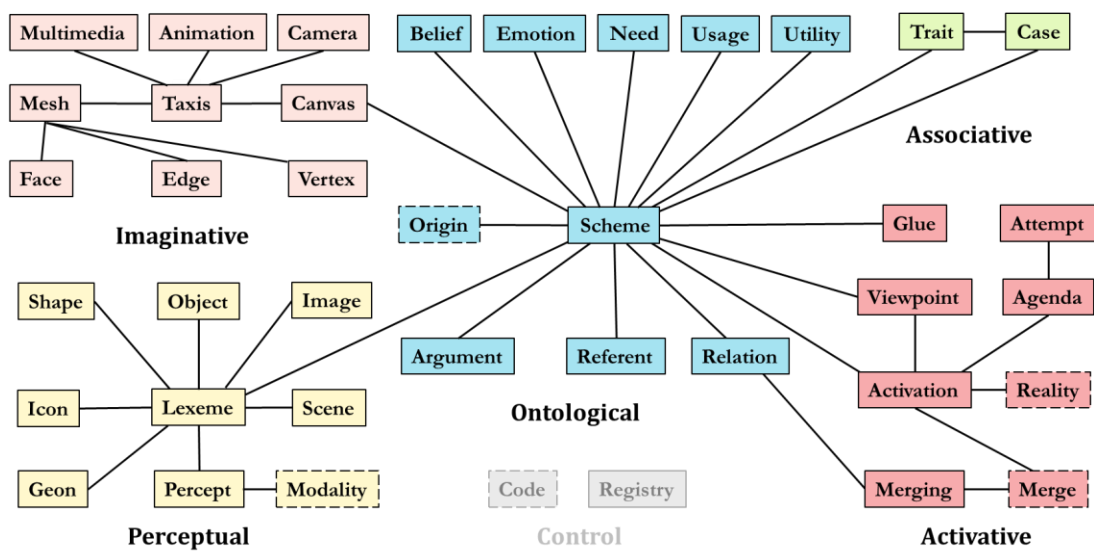 Multimedia
Animation
Camera
Mesh
Taxis
Canvas
Face
Edge
Vertex
Imaginative
Belief
Emotion
Need
Usage
Utility
Trait
Case
Associative
Origin
Scheme
Glue
Attempt
Viewpoint
Agenda
Argument
Referent
Relation
Ontological
Activation
Reality
Merging
Merge
Activative
Shape
Object
Image
Icon
Lexeme
Scene
Geon
Percept
Modality
Perceptual
Code
Registry
Control